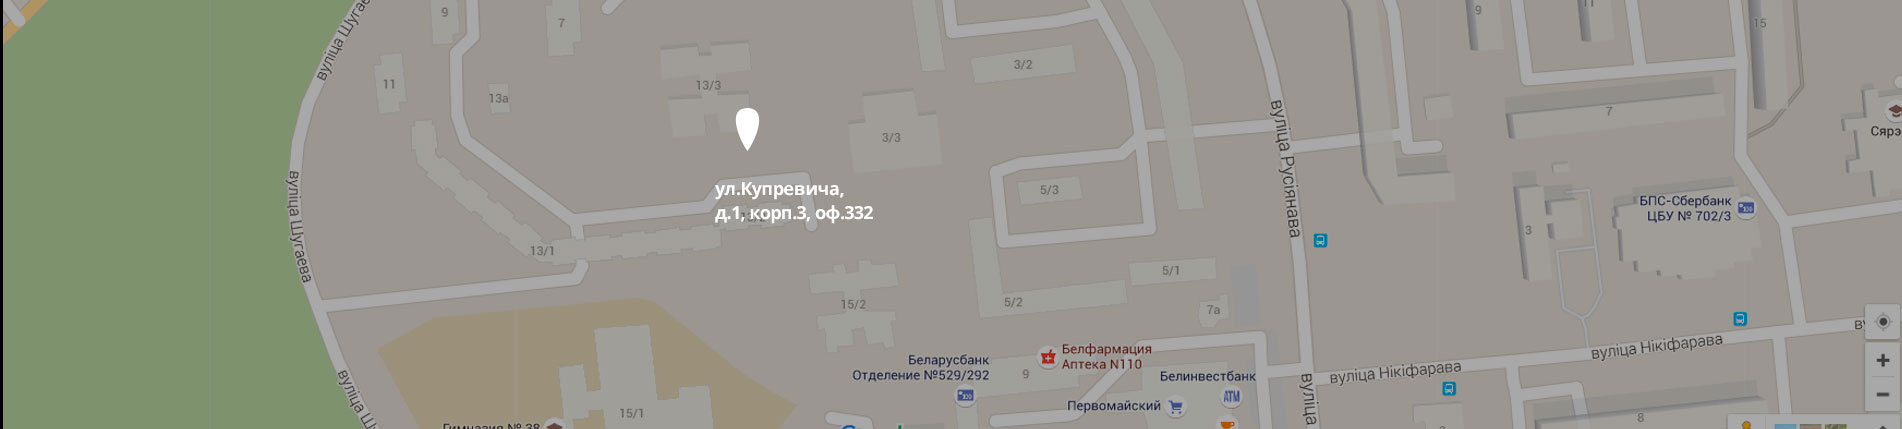 вуліца Шугаева
9
7
9
11
15
3/2
11
13/3
13а
7
3/3
вуліца Русіянава
Сярэ
вуліца Шугаева
ул.Купревича,
д.1, корп.3, оф.332
5/3
БПС-Сбербанк
ЦБУ № 702/3
3
13/1
5/1
5/2
15/2
7а
вуліца Нікіфарава
Белфармация
Аптека N110
Беларусбанк
Отделение №529/292
9
вуліца Нікіфарава
Белинвестбанк
ATM
Первомайский
вуліца
вуліца Ш
15/1
8
Гимназия № 38